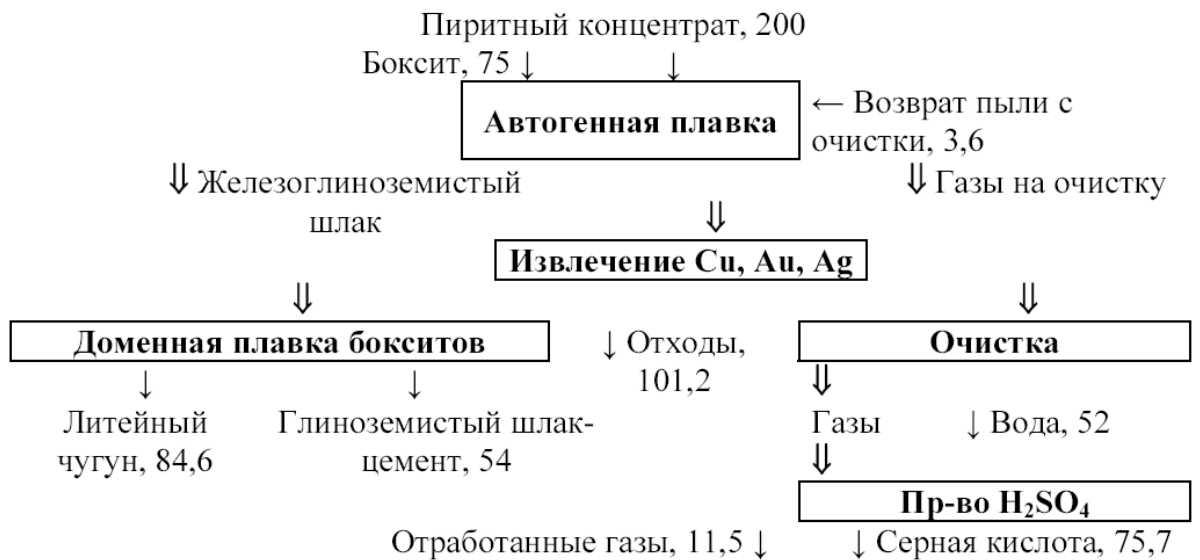 Пиритный концентрат, 200
Боксит, 75 ↓ ↓
Автогенная плавка
← Возврат пыли с
очистки, 3,6
⇓ Железоглиноземистый
шлак
⇓ Газы на очистку
⇓
Извлечение Cu, Au, Ag
⇓ ⇓
Доменная плавка бокситов
↓ Отходы,
101,2
Очистка
↓ ↓ ⇓
Литейный
чугун, 84,6
Глиноземистый шлак-
цемент, 54
Газы ↓ Вода, 52
⇓
Пр-во H₂SO₄
Отработанные газы, 11,5 ↓ ↓ Серная кислота, 75,7